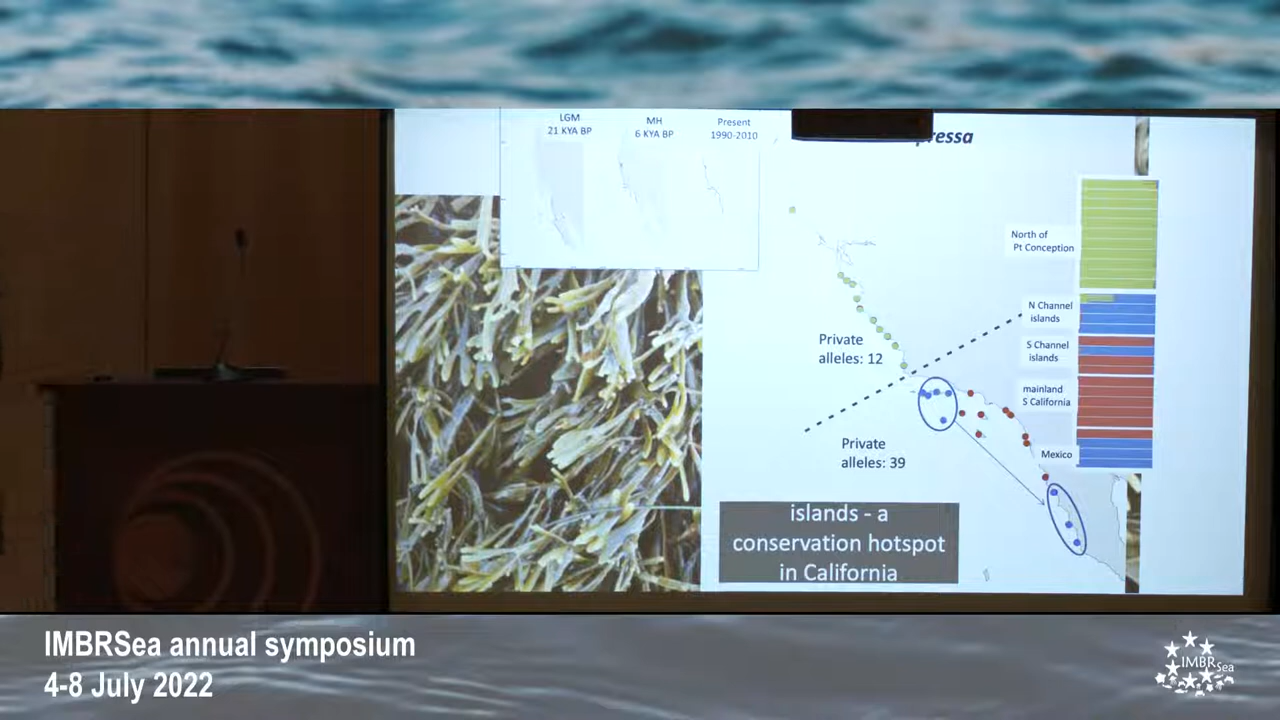 LGM
21 KYA BP
MH
6 KYA BP
Present
1990-2010
pressa
North of
Pt Conception
N Channel
islands
S Channel
islands
mainland
S California
Mexico
Private
alleles: 12
Private
alleles: 39
islands - a
conservation hotspot
in California
IMBRSea annual symposium
4-8 July 2022
IMBRSea